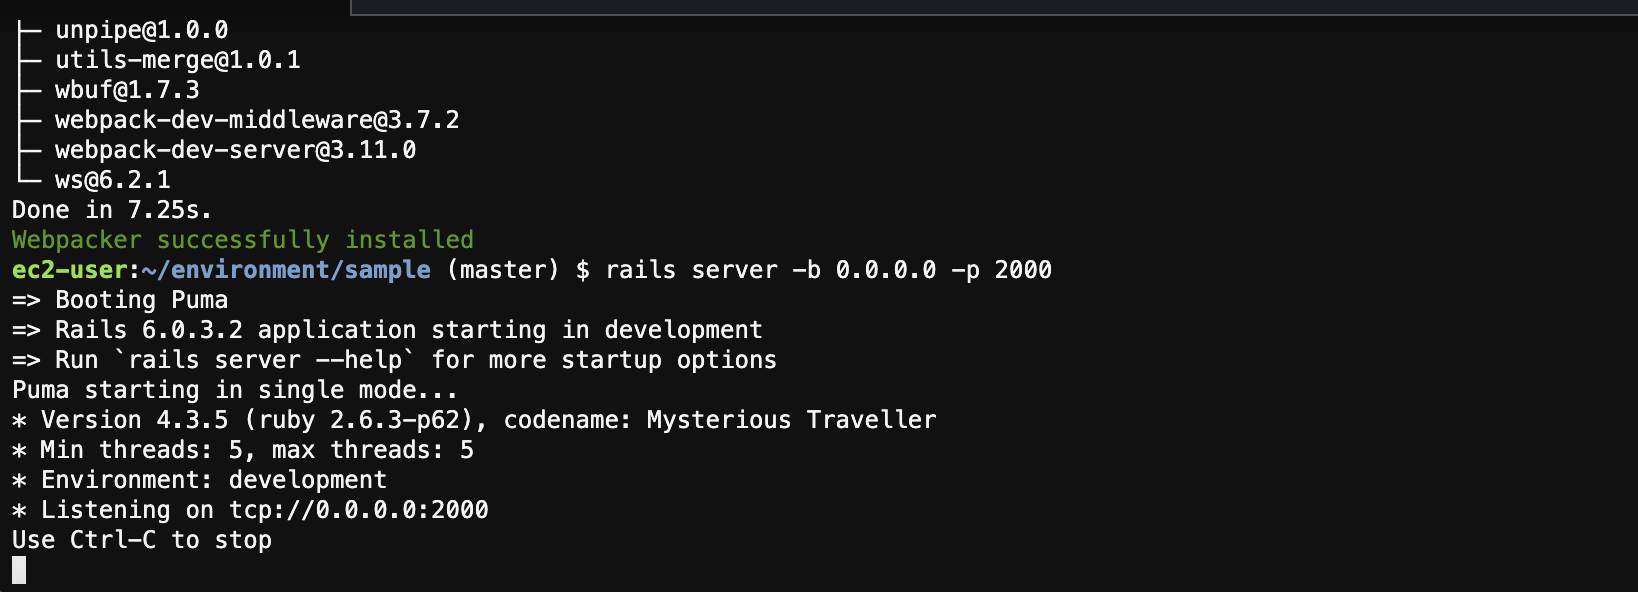 ├─ unpipe@1.0.0
├─ utils-merge@1.0.1
├─ wbuf@1.7.3
├─ webpack-dev-middleware@3.7.2
├─ webpack-dev-server@3.11.0
└─ ws@6.2.1
Done in 7.25s.
Webpacker successfully installed
ec2-user:~/environment/sample (master) $ rails server -b 0.0.0.0 -p 2000
=> Booting Puma
=> Rails 6.0.3.2 application starting in development
=> Run `rails server --help` for more startup options
Puma starting in single mode...
* Version 4.3.5 (ruby 2.6.3-p62), codename: Mysterious Traveller
* Min threads: 5, max threads: 5
* Environment: development
* Listening on tcp://0.0.0.0:2000
Use Ctrl-C to stop